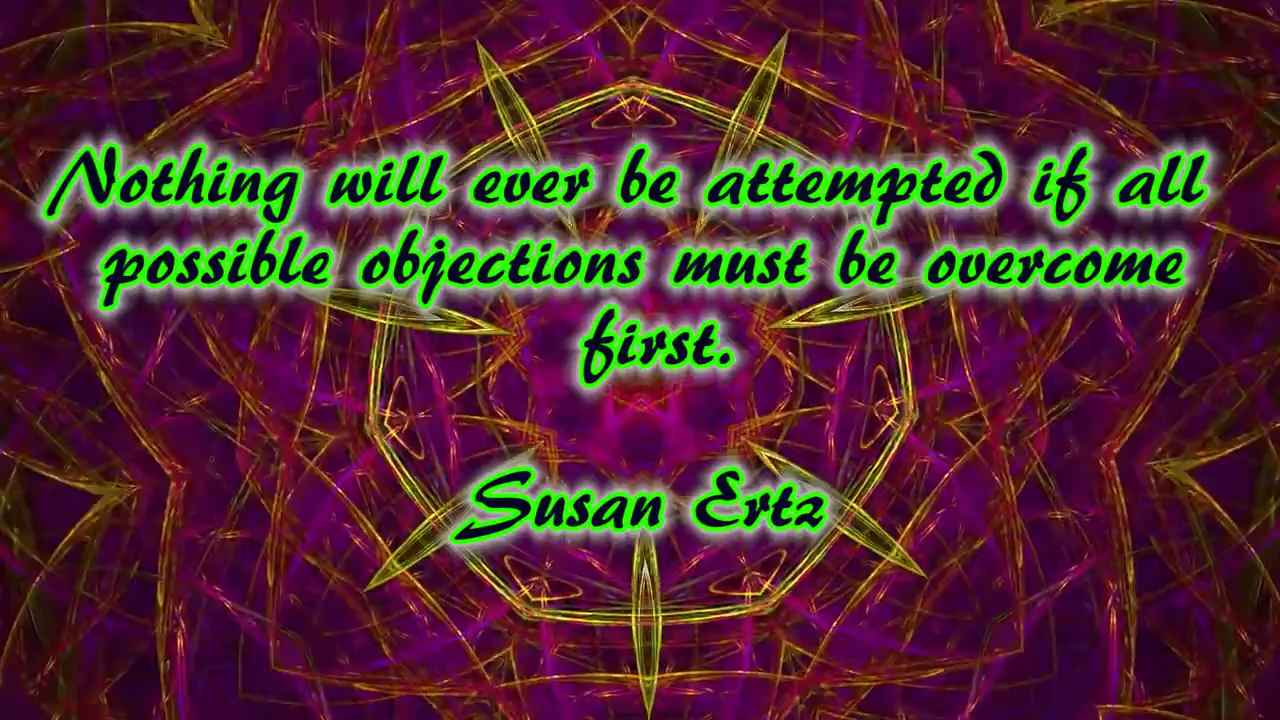 Nothing will ever be attempted if all
possible objections must be overcome
first.
Susan Ertz